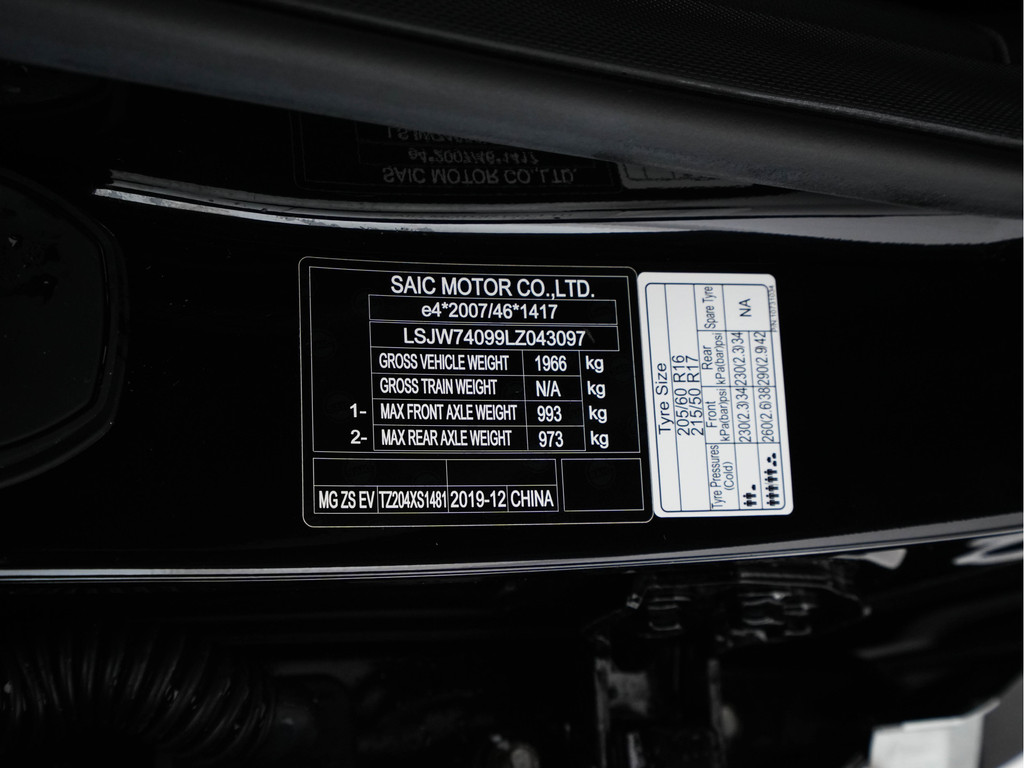 SAIC MOTOR CO.,LTD.
e4*2007/46*1417
LSJW74099LZ043097
GROSS VEHICLE WEIGHT 1966 kg
GROSS TRAIN WEIGHT N/A kg
1- MAX FRONT AXLE WEIGHT 993 kg
2- MAX REAR AXLE WEIGHT 973 kg
MG ZS EV TZ204XS1481 2019-12 CHINA
Tyre Size
205/60 R16
215/50 R17
Tyre Pressures (Cold)
Front Rear Spare Tyre
kPa(bar)psi kPa(bar)psi
230(2.3)34 230(2.3)34 NA
260(2.6)38 290(2.9)42